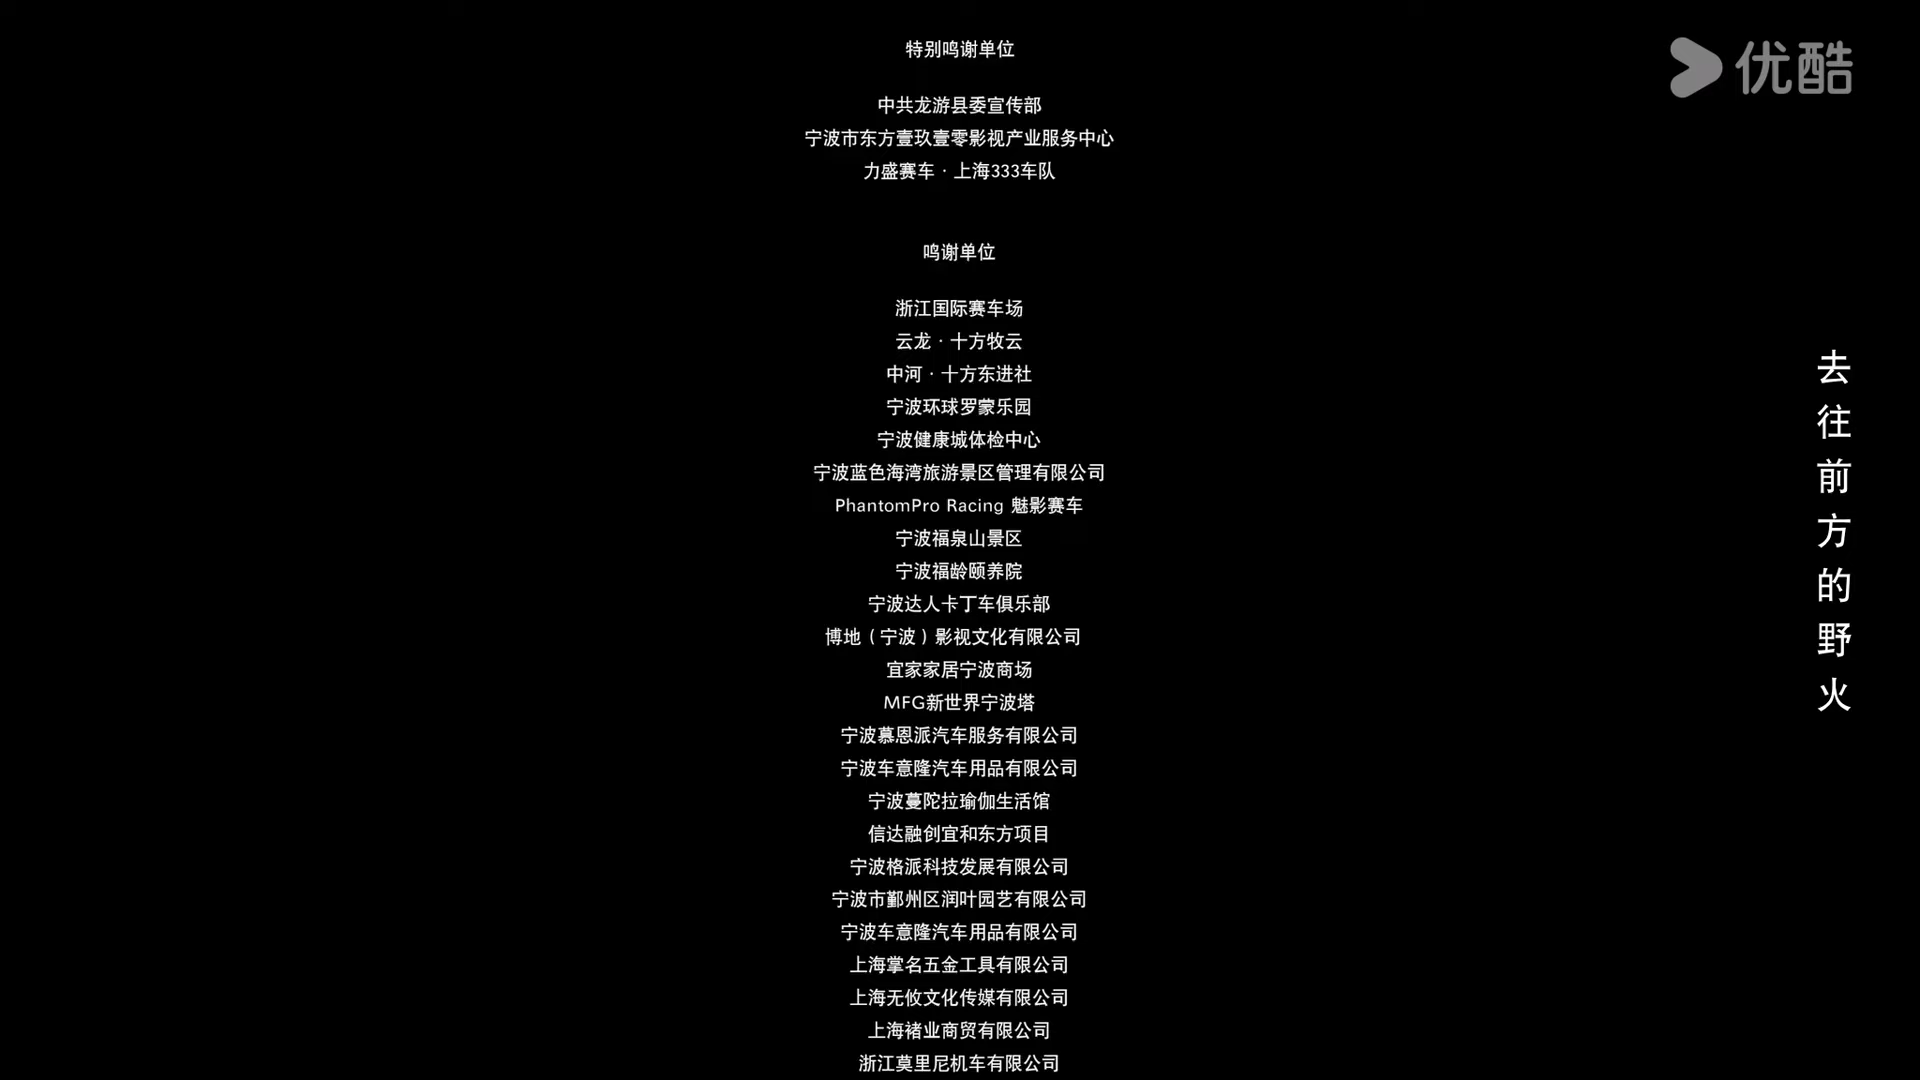 特别鸣谢单位
中共龙游县委宣传部
宁波市东方壹玖壹零影视产业服务中心
力盛赛车·上海333车队
鸣谢单位
浙江国际赛车场
云龙·十方牧云
中河·十方东进社
宁波环球罗蒙乐园
宁波健康城体检中心
宁波蓝色海湾旅游景区管理有限公司
PhantomPro Racing 魅影赛车
宁波福泉山景区
宁波福龄颐养院
宁波达人卡丁车俱乐部
博地（宁波）影视文化有限公司
宜家家居宁波商场
MFG新世界宁波塔
宁波慕恩派汽车服务有限公司
宁波车意隆汽车用品有限公司
宁波蔓陀拉瑜伽生活馆
信达融创宜和东方项目
宁波格派科技发展有限公司
宁波市鄞州区润叶园艺有限公司
宁波车意隆汽车用品有限公司
上海掌名五金工具有限公司
上海无攸文化传媒有限公司
上海褚业商贸有限公司
浙江莫里尼机车有限公司
优酷
去往前方的野火